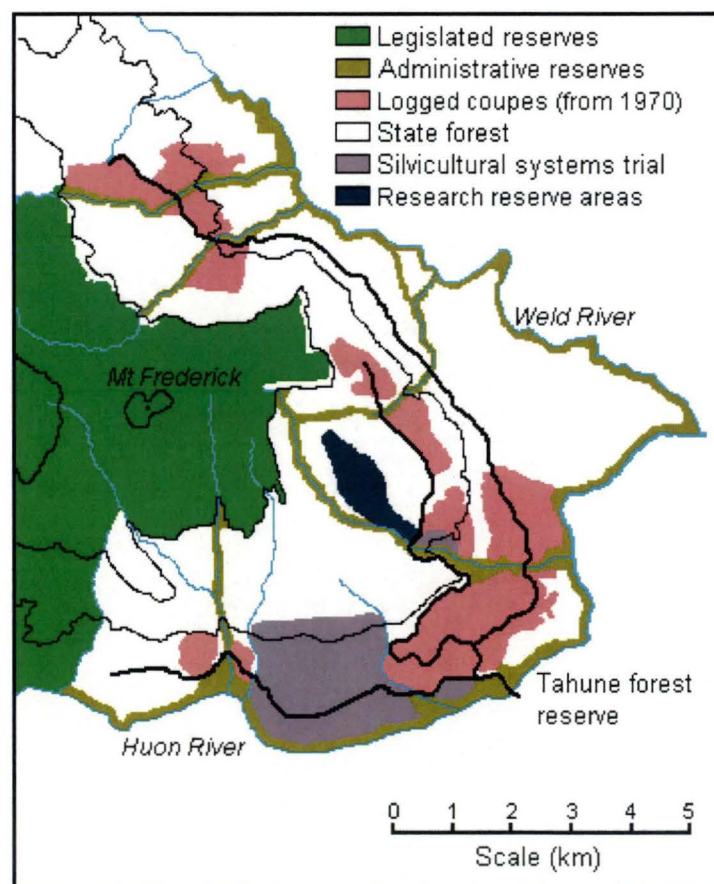 Legislated reserves
Administrative reserves
Logged coupes (from 1970)
State forest
Silvicultural systems trial
Research reserve areas
Weld River
Mt Frederick
Tahune forest
reserve
Huon River
0 1 2 3 4 5
Scale (km)